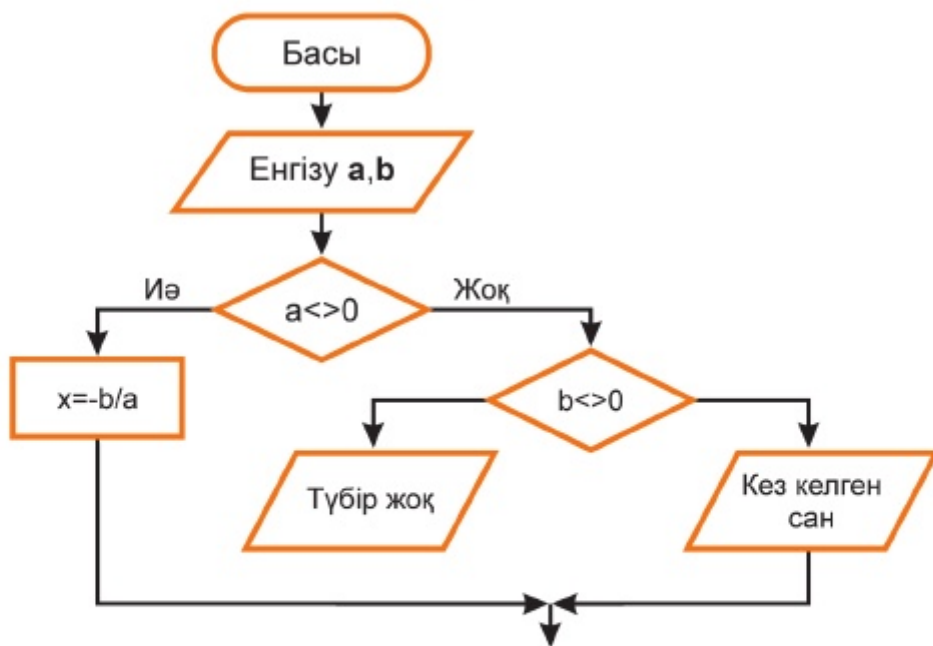 Басы
Енгізу a,b
a<>0
Иә
Жоқ
x=-b/a
b<>0
Түбір жоқ
Кез келген
сан